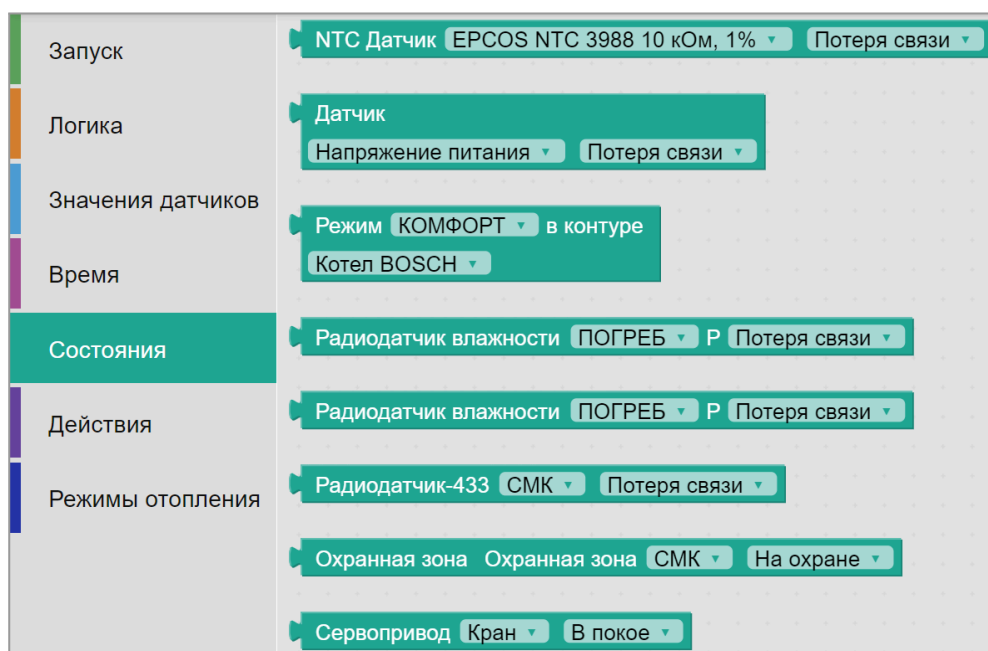 Запуск
Логика
Значения датчиков
Время
Состояния
Действия
Режимы отопления
NTC Датчик EPCOS NTC 3988 10 кОм, 1% Потеря связи
Датчик
Напряжение питания Потеря связи
Режим КОМФОРТ в контуре
Котел BOSCH
Радиодатчик влажности ПОГРЕБ P Потеря связи
Радиодатчик влажности ПОГРЕБ P Потеря связи
Радиодатчик-433 СМК Потеря связи
Охранная зона Охранная зона СМК На охране
Сервопривод Кран В покое